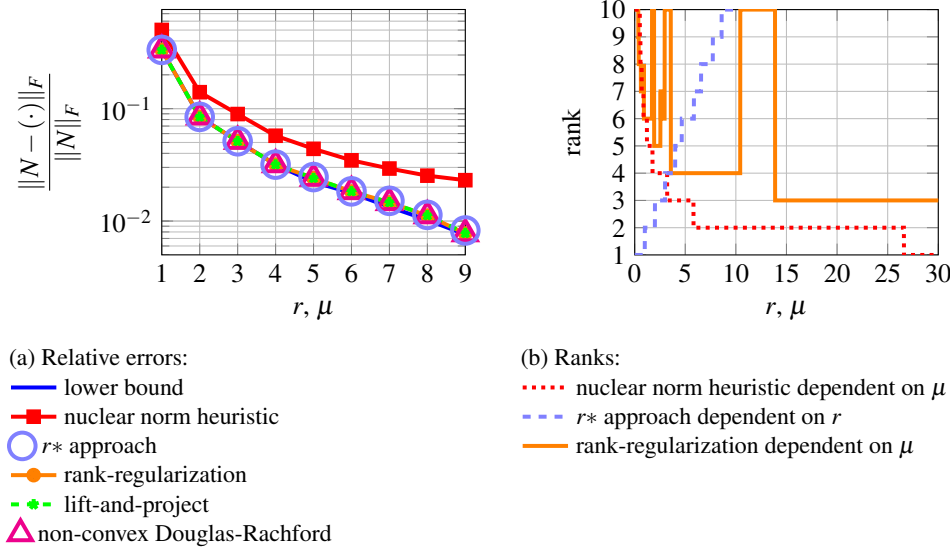 ‖N − (·)‖_F
‖N‖_F
10⁻¹
10⁻²
1 2 3 4 5 6 7 8 9
r, μ
rank
10
9
8
7
6
5
4
3
2
1
0 5 10 15 20 25 30
r, μ
(a) Relative errors:
lower bound
nuclear norm heuristic
r* approach
rank-regularization
lift-and-project
non-convex Douglas-Rachford
(b) Ranks:
nuclear norm heuristic dependent on μ
r* approach dependent on r
rank-regularization dependent on μ